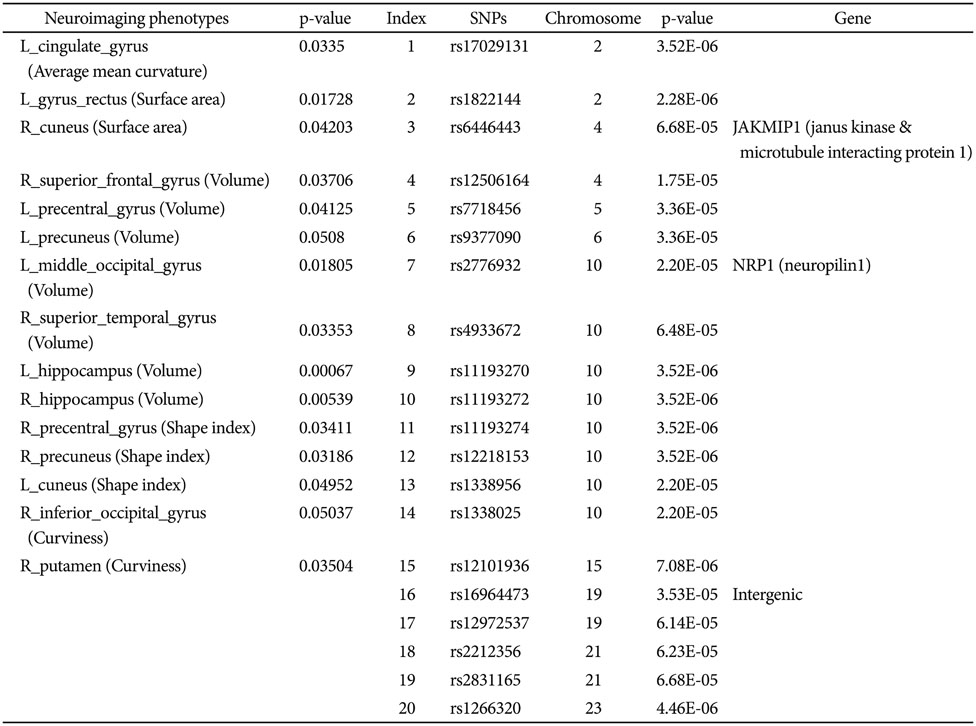 Neuroimaging phenotypes p-value Index SNPs Chromosome p-value Gene
L_cingulate_gyrus 0.0335 1 rs17029131 2 3.52E-06
(Average mean curvature)
L_gyrus_rectus (Surface area) 0.01728 2 rs1822144 2 2.28E-06
R_cuneus (Surface area) 0.04203 3 rs6446443 4 6.68E-05 JAKMIP1 (janus kinase &
microtubule interacting protein 1)
R_superior_frontal_gyrus (Volume) 0.03706 4 rs12506164 4 1.75E-05
L_precentral_gyrus (Volume) 0.04125 5 rs7718456 5 3.36E-05
L_precuneus (Volume) 0.0508 6 rs9377090 6 3.36E-05
L_middle_occipital_gyrus 0.01805 7 rs2776932 10 2.20E-05 NRP1 (neuropilin1)
(Volume)
R_superior_temporal_gyrus
(Volume) 0.03353 8 rs4933672 10 6.48E-05
L_hippocampus (Volume) 0.00067 9 rs11193270 10 3.52E-06
R_hippocampus (Volume) 0.00539 10 rs11193272 10 3.52E-06
R_precentral_gyrus (Shape index) 0.03411 11 rs11193274 10 3.52E-06
R_precuneus (Shape index) 0.03186 12 rs12218153 10 3.52E-06
L_cuneus (Shape index) 0.04952 13 rs1338956 10 2.20E-05
R_inferior_occipital_gyrus 0.05037 14 rs1338025 10 2.20E-05
(Curviness)
R_putamen (Curviness) 0.03504 15 rs12101936 15 7.08E-06
16 rs16964473 19 3.53E-05 Intergenic
17 rs12972537 19 6.14E-05
18 rs2212356 21 6.23E-05
19 rs2831165 21 6.68E-05
20 rs1266320 23 4.46E-06